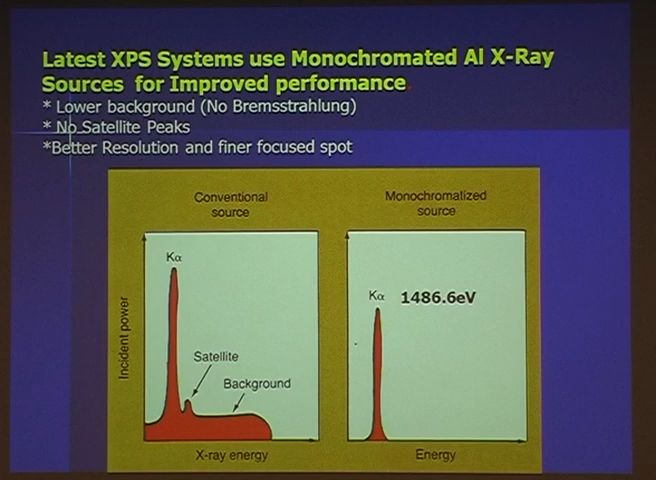 Latest XPS Systems use Monochromated Al X-Ray
Sources for Improved performance.
* Lower background (No Bremsstrahlung)
* No Satellite Peaks
*Better Resolution and finer focused spot
Conventional
source
Kα
Satellite
Background
Incident power
X-ray energy
Monochromatized
source
Kα 1486.6eV
Energy